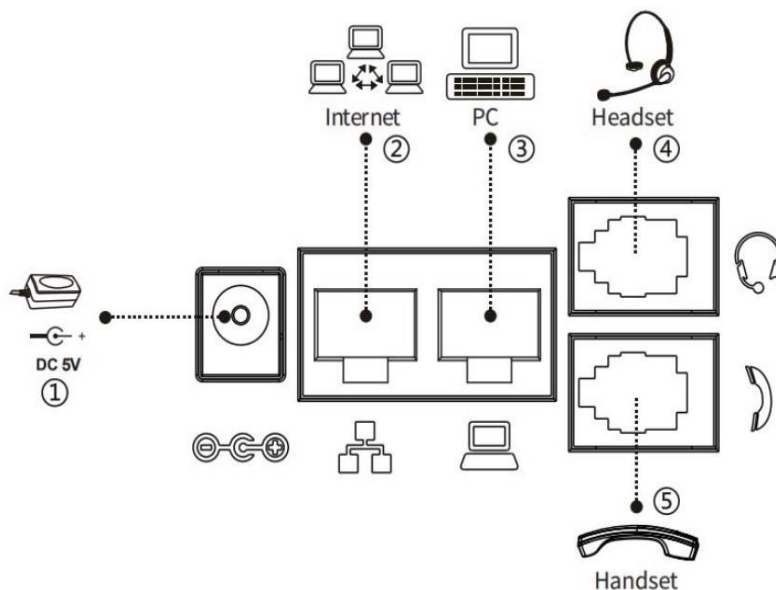 Internet
PC
Headset
②
③
④
+
DC 5V
①
⑤
Handset